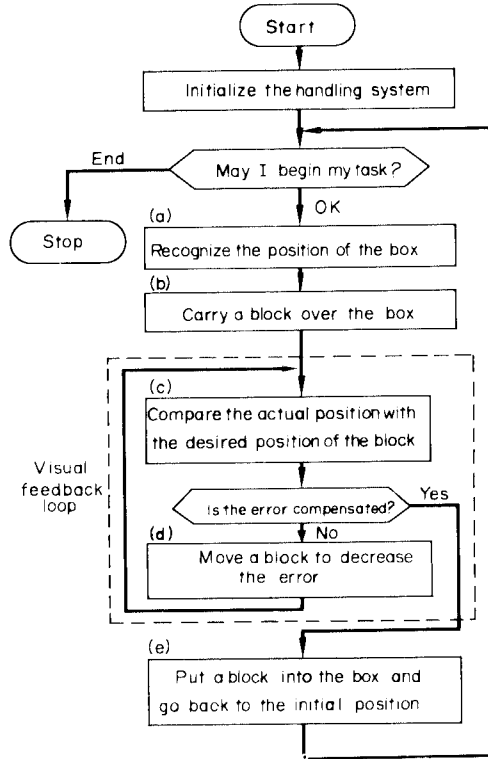 Start
Initialize the handling system
End
May I begin my task?
OK
Stop
(a)
Recognize the position of the box
(b)
Carry a block over the box
(c)
Compare the actual position with
the desired position of the block
Visual
feedback
loop
Is the error compensated?
Yes
No
(d)
Move a block to decrease
the error
(e)
Put a block into the box and
go back to the initial position